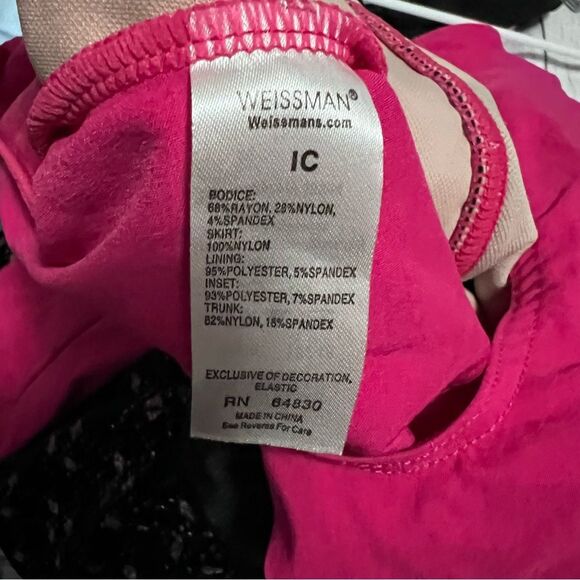 WEISSMAN®
Weissmans.com
IC
BODICE:
68%RAYON, 28%NYLON,
4%SPANDEX
SKIRT:
100%NYLON
LINING:
95%POLYESTER, 5%SPANDEX
INSET:
93%POLYESTER, 7%SPANDEX
TRUNK:
82%NYLON, 18%SPANDEX
EXCLUSIVE OF DECORATION,
ELASTIC
RN 64830
MADE IN CHINA
See Reverse For Care